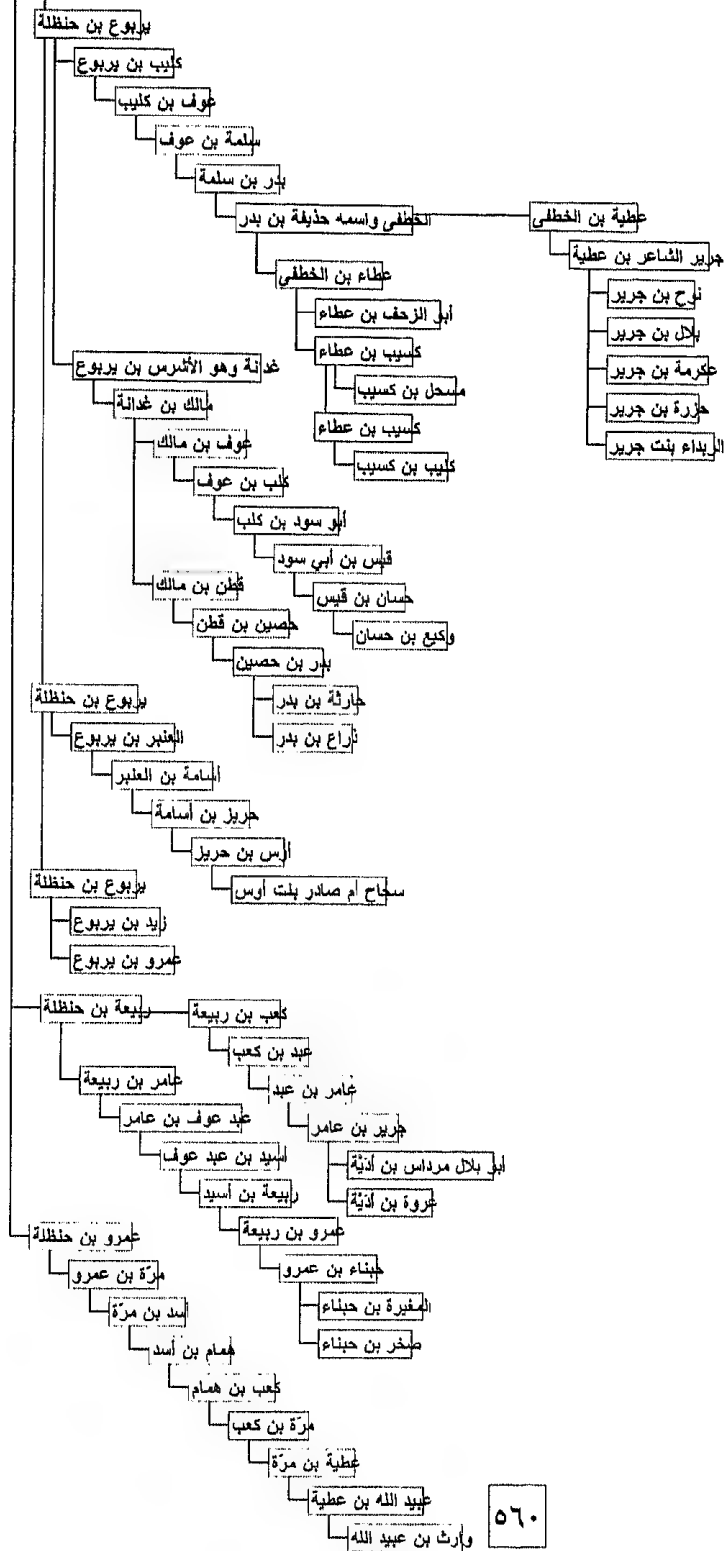 يربوع بن حنظلة
كليب بن يربوع
عوف بن كليب
سلمة بن عوف
بدر بن سلمة
الخطفى واسمه حذيفة بن بدر
عطية بن الخطفى
جرير الشاعر بن عطية
نوح بن جرير
بلال بن جرير
عكرمة بن جرير
حزرة بن جرير
الربداء بنت جرير
عطاء بن الخطفي
أبو الزحف بن عطاء
كسيب بن عطاء
مسحل بن كسيب
كسيب بن عطاء
كليب بن كسيب
غدانة وهو الأشرس بن يربوع
مالك بن غدانة
عوف بن مالك
كلب بن عوف
أبو سود بن كلب
قيس بن أبي سود
حسان بن قيس
وكيع بن حسان
قطن بن مالك
حصين بن قطن
بدر بن حصين
حارثة بن بدر
ذراع بن بدر
يربوع بن حنظلة
العنبر بن يربوع
أسامة بن العنبر
حريز بن أسامة
أوس بن حريز
سجاح ام صادر بنت أوس
يربوع بن حنظلة
زيد بن يربوع
عمرو بن يربوع
ربيعة بن حنظلة
كعب بن ربيعة
عبد بن كعب
عامر بن عبد
جرير بن عامر
ابو بلال مرداس بن أديّة
عروة بن أديّة
عامر بن ربيعة
عبد عوف بن عامر
اسيد بن عبد عوف
ربيعة بن أسيد
عمرو بن ربيعة
حبناء بن عمرو
المغيرة بن حبناء
صخر بن حبناء
عمرو بن حنظلة
مرّة بن عمرو
أسد بن مرّة
همام بن أسد
كعب بن همام
مرّة بن كعب
عطية بن مرّة
عبيد الله بن عطية
وارث بن عبيد الله
٥٦٠